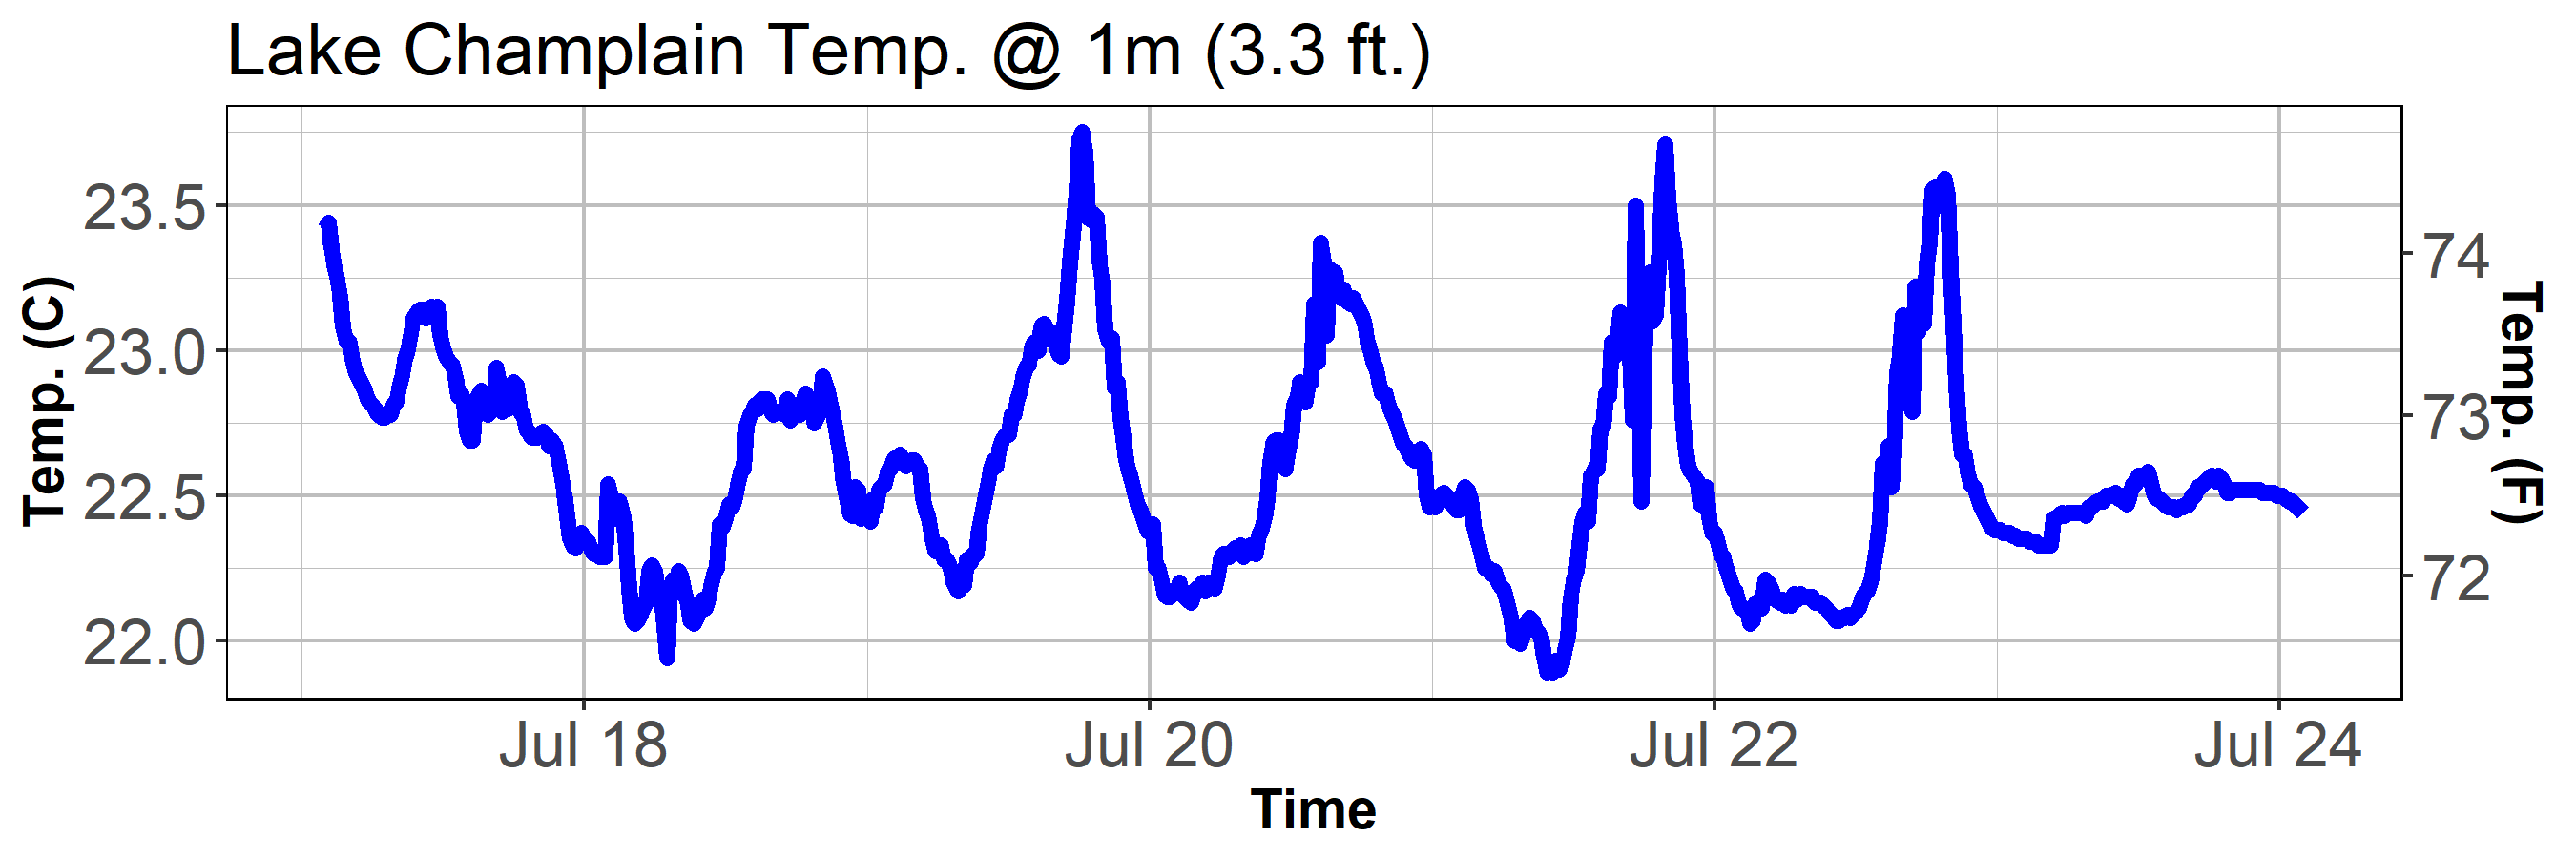 Lake Champlain Temp. @ 1m (3.3 ft.)
Temp. (C)
23.5
23.0
22.5
22.0
74
73
72
Temp. (F)
Jul 18 Jul 20 Jul 22 Jul 24
Time